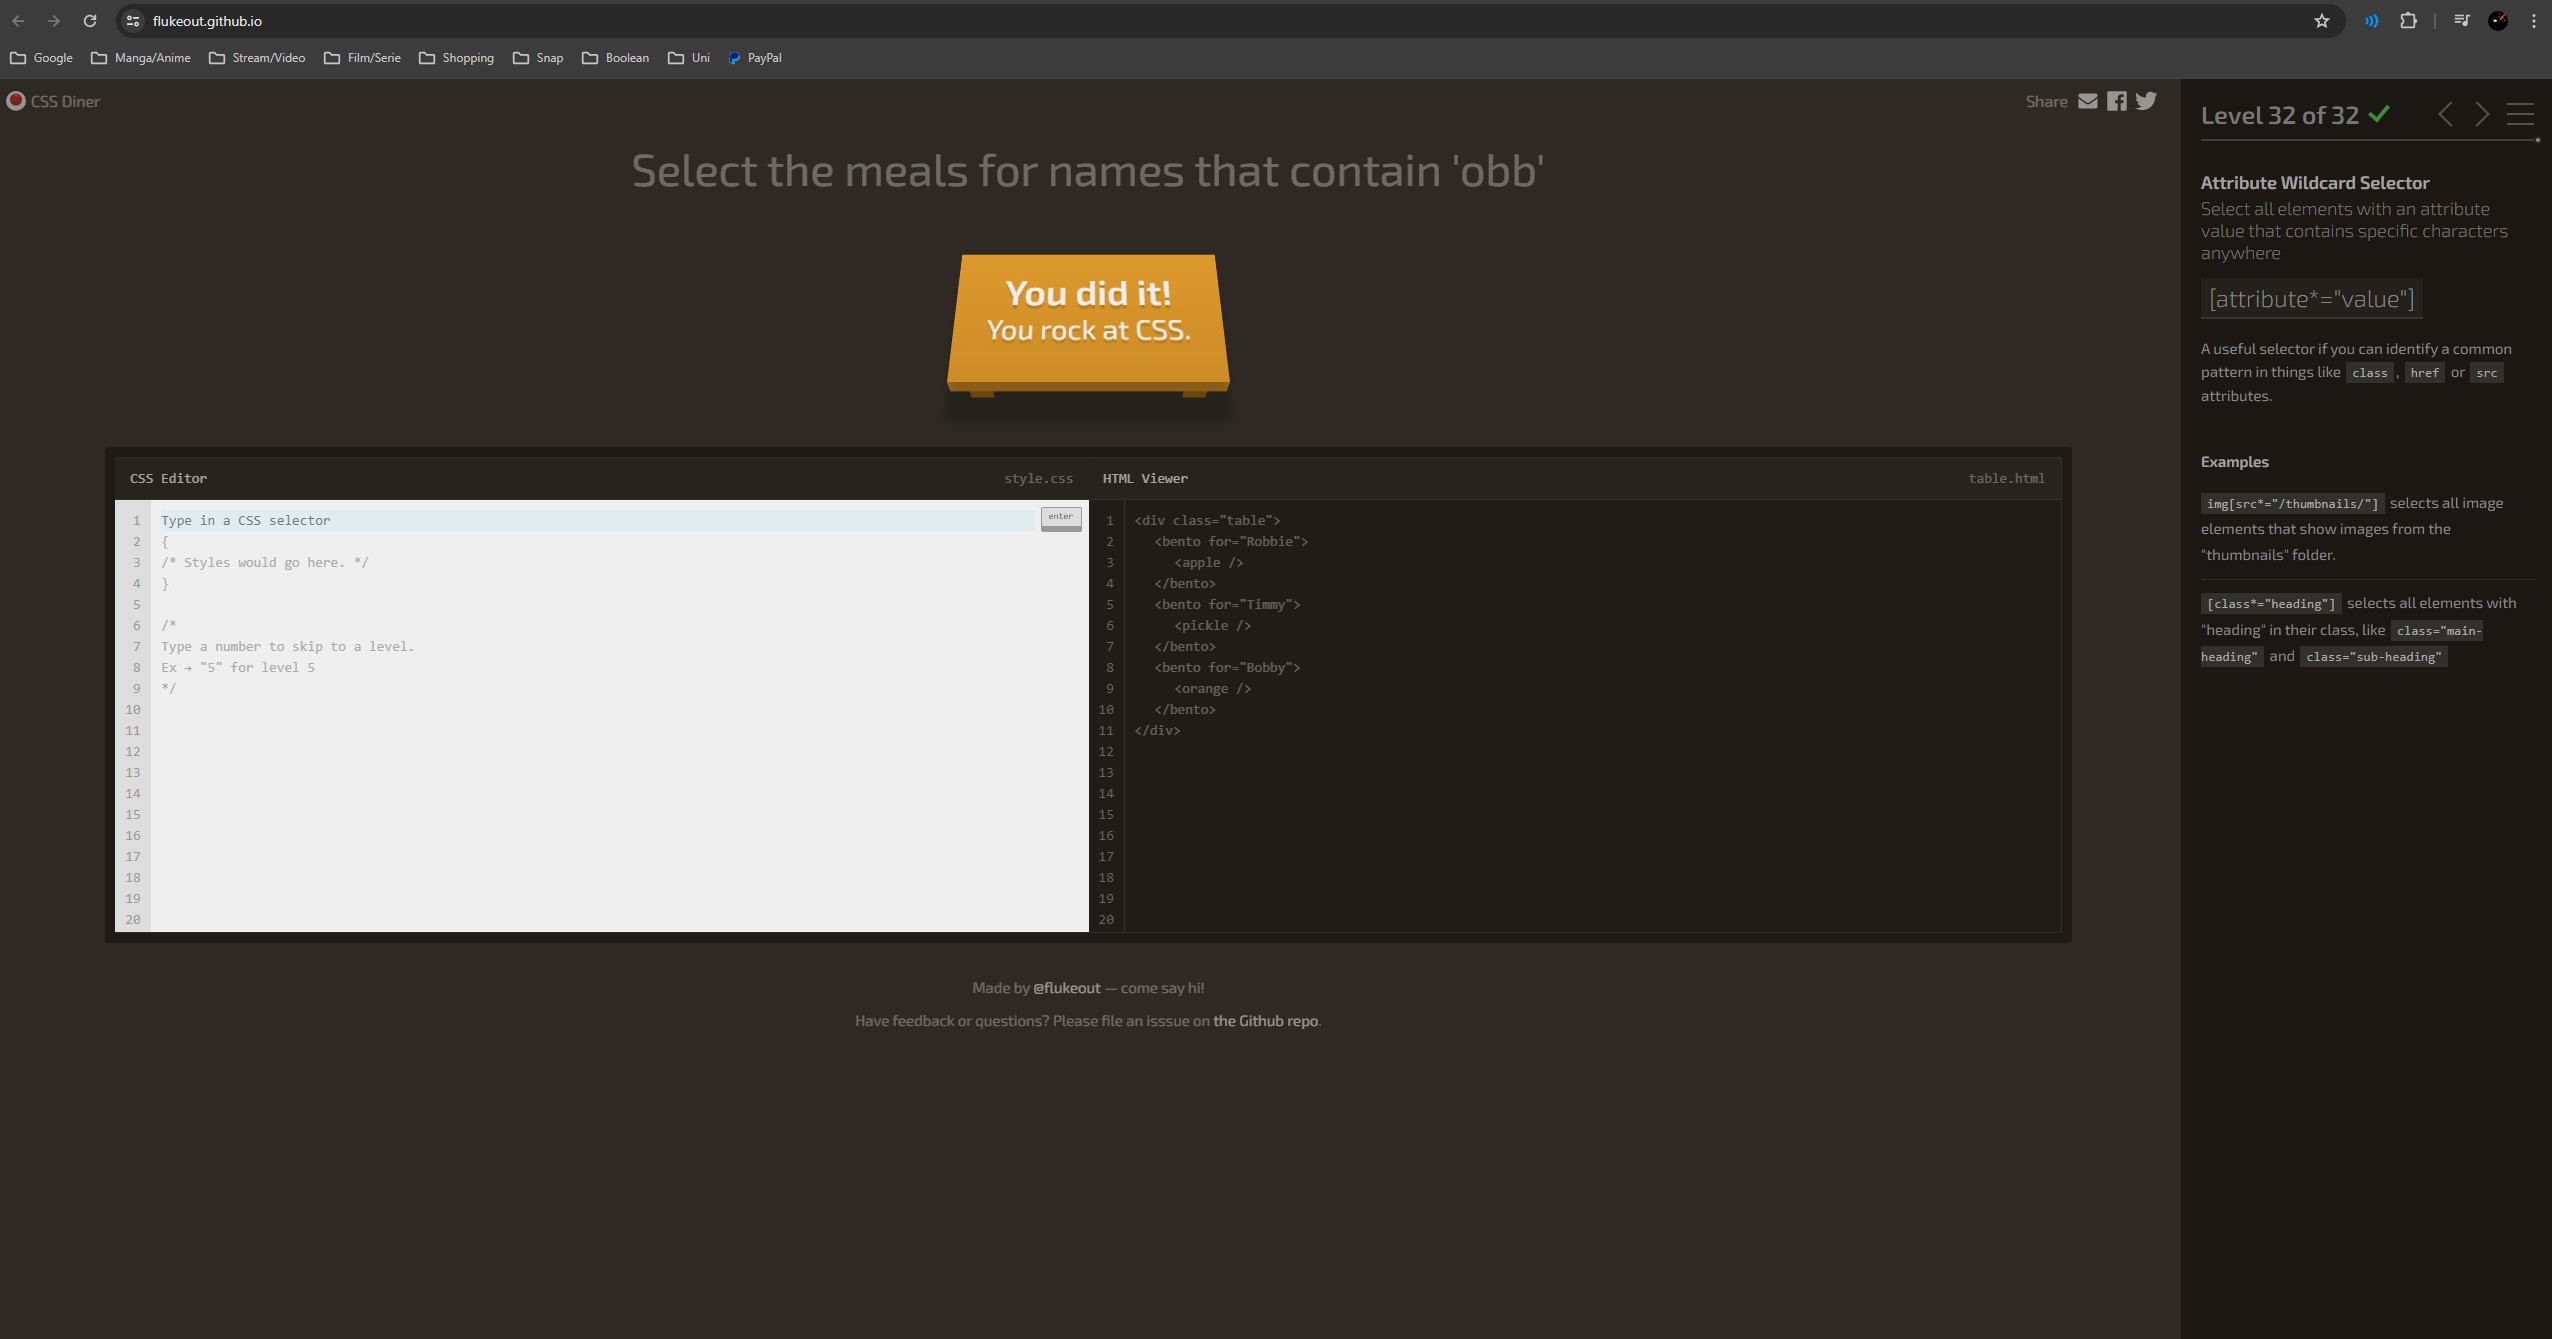 flukeout.github.io
Google Manga/Anime Stream/Video Film/Serie Shopping Snap Boolean Uni PayPal
CSS Diner
Share
Select the meals for names that contain 'obb'
You did it!
You rock at CSS.
CSS Editor style.css
1 Type in a CSS selector enter
2 {
3 /* Styles would go here. */
4 }
5
6 /*
7 Type a number to skip to a level.
8 Ex → "5" for level 5
9 */
10
11
12
13
14
15
16
17
18
19
20
HTML Viewer table.html
1 <div class="table">
2 <bento for="Robbie">
3 <apple />
4 </bento>
5 <bento for="Timmy">
6 <pickle />
7 </bento>
8 <bento for="Bobby">
9 <orange />
10 </bento>
11 </div>
12
13
14
15
16
17
18
19
20
Made by @flukeout — come say hi!
Have feedback or questions? Please file an isssue on the Github repo.
Level 32 of 32
Attribute Wildcard Selector
Select all elements with an attribute
value that contains specific characters
anywhere
[attribute*="value"]
A useful selector if you can identify a common
pattern in things like class , href or src
attributes.
Examples
img[src*="/thumbnails/"] selects all image
elements that show images from the
"thumbnails" folder.
[class*="heading"] selects all elements with
"heading" in their class, like class="main-
heading" and class="sub-heading"